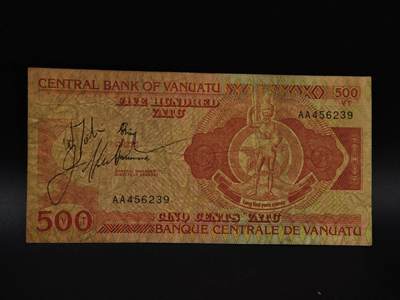 CENTRAL BANK OF VANUATU
500
VT
FIVE HUNDRED
VATU
AA456239
AA456239
500
CINQ CENTS VATU
BANQUE CENTRALE DE VANUATU